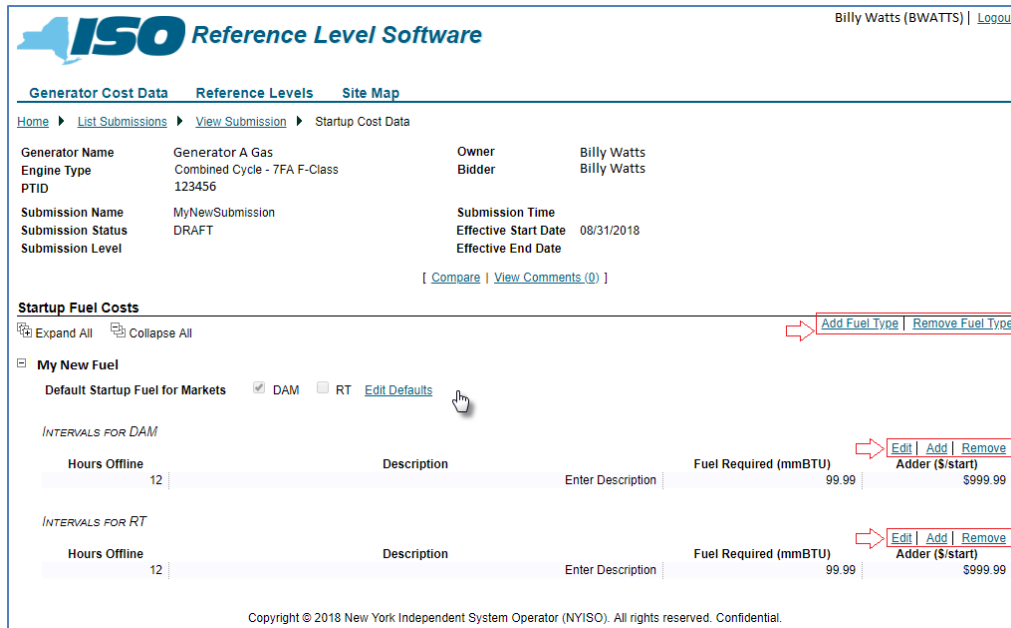 Billy Watts (BWATTS) | Logou
ISO Reference Level Software
Generator Cost Data Reference Levels Site Map
Home List Submissions View Submission Startup Cost Data
Generator Name Generator A Gas Owner Billy Watts
Engine Type Combined Cycle - 7FA F-Class Bidder Billy Watts
PTID 123456
Submission Name MyNewSubmission Submission Time
Submission Status DRAFT Effective Start Date 08/31/2018
Submission Level Effective End Date
[ Compare | View Comments (0) ]
Startup Fuel Costs
Expand All Collapse All Add Fuel Type | Remove Fuel Type
My New Fuel
Default Startup Fuel for Markets DAM RT Edit Defaults
INTERVALS FOR DAM
Edit | Add | Remove
Hours Offline Description Fuel Required (mmBTU) Adder ($/start)
12 Enter Description 99.99 $999.99
INTERVALS FOR RT
Edit | Add | Remove
Hours Offline Description Fuel Required (mmBTU) Adder ($/start)
12 Enter Description 99.99 $999.99
Copyright © 2018 New York Independent System Operator (NYISO). All rights reserved. Confidential.